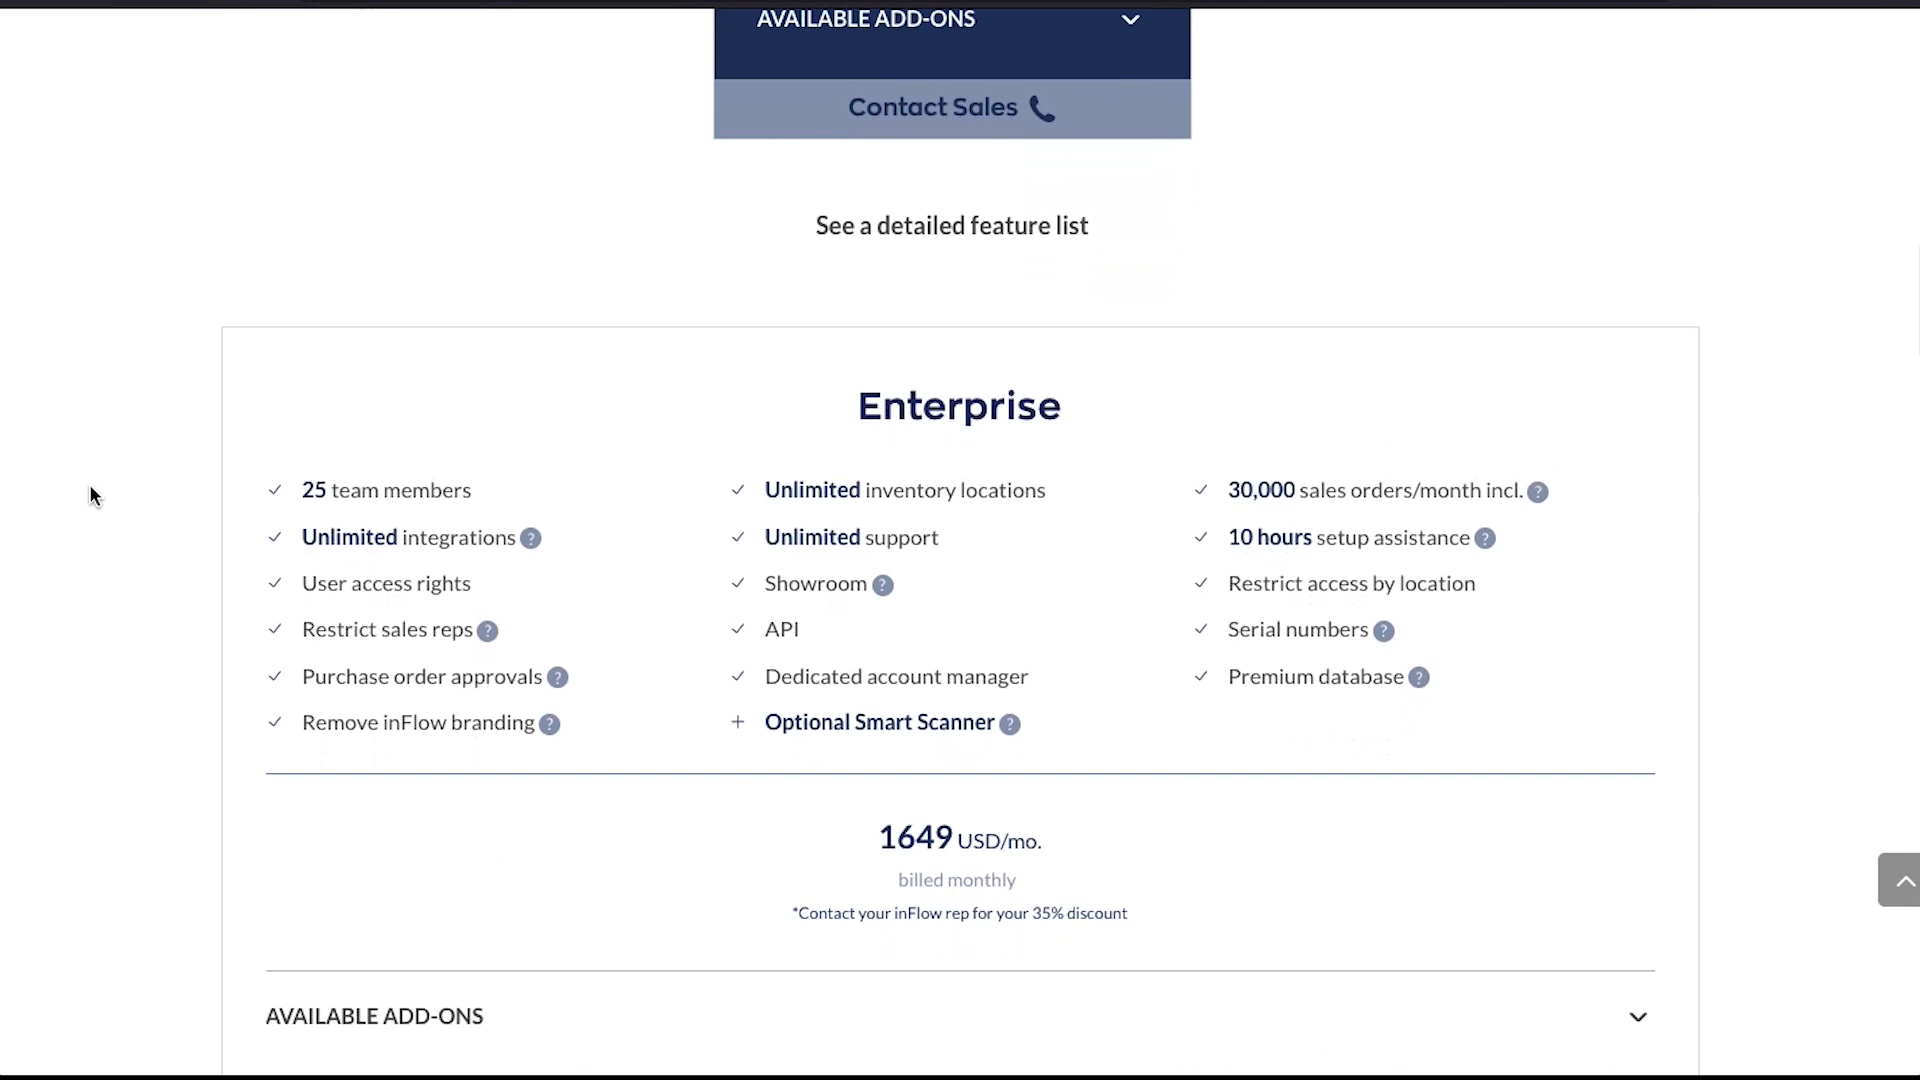 AVAILABLE ADD-ONS
Contact Sales
See a detailed feature list
Enterprise
25 team members
Unlimited inventory locations
30,000 sales orders/month incl. ?
Unlimited integrations ?
Unlimited support
10 hours setup assistance ?
User access rights
Showroom ?
Restrict access by location
Restrict sales reps ?
API
Serial numbers ?
Purchase order approvals ?
Dedicated account manager
Premium database ?
Remove inFlow branding ?
Optional Smart Scanner ?
1649 USD/mo.
billed monthly
*Contact your inFlow rep for your 35% discount
AVAILABLE ADD-ONS